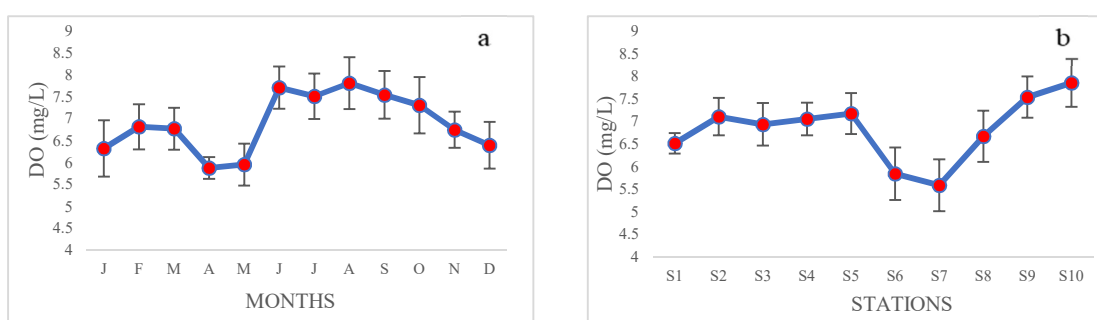 a
DO (mg/L)
9
8.5
8
7.5
7
6.5
6
5.5
5
4.5
4
J F M A M J J A S O N D
MONTHS
b
DO (mg/L)
9
8.5
8
7.5
7
6.5
6
5.5
5
4.5
4
S1 S2 S3 S4 S5 S6 S7 S8 S9 S10
STATIONS